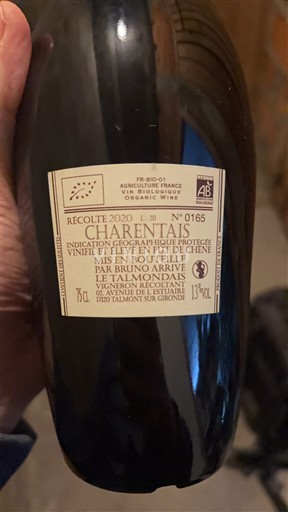 FR-BIO-01
AGRICULTURE FRANCE
VIN BIOLOGIQUE
ORGANIC WINE
AB
RÉCOLTE 2020 L-20 N° 0165
CHARENTAIS
INDICATION GÉOGRAPHIQUE PROTÉGÉE
VINIFIÉ ET ÉLEVÉ EN FUT DE CHÊNE
MIS EN BOUTEILLE
PAR BRUNO ARRIVÉ
LE TALMONDAIS
VIGNERON RÉCOLTANT
02, AVENUE DE L'ESTUAIRE
17120 TALMONT SUR GIRONDE
75 CL
13%VOL.